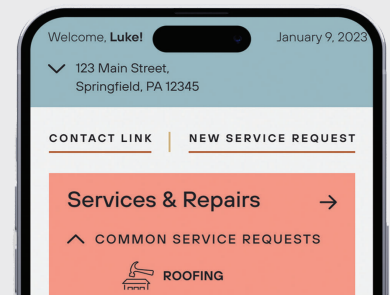 Welcome, Luke! January 9, 2023
123 Main Street,
Springfield, PA 12345
CONTACT LINK | NEW SERVICE REQUEST
Services & Repairs
COMMON SERVICE REQUESTS
ROOFING